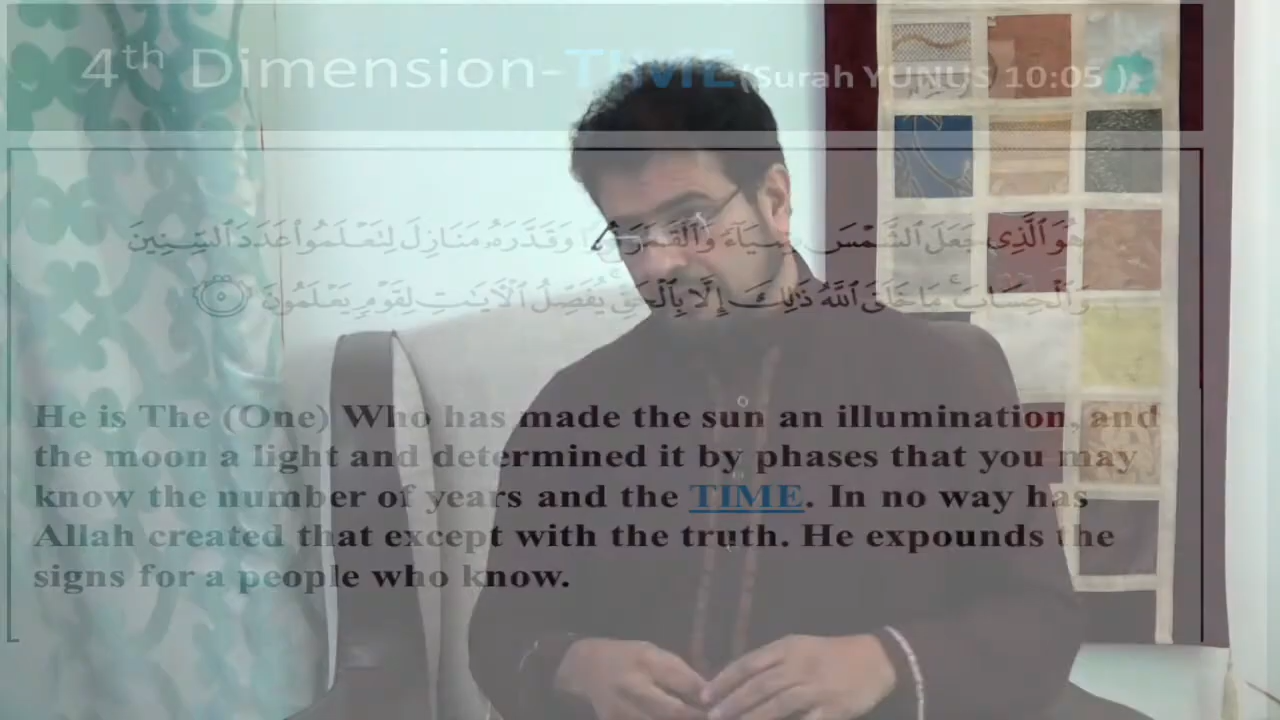 4th Dimension-TIME(Surah YUNUS 10:05 )
هُوَ ٱلَّذِى جَعَلَ ٱلشَّمْسَ ضِيَآءً وَٱلْقَمَرَ نُورًا وَقَدَّرَهُۥ مَنَازِلَ لِتَعْلَمُوا۟ عَدَدَ ٱلسِّنِينَ
وَٱلْحِسَابَ ۚ مَا خَلَقَ ٱللَّهُ ذَٰلِكَ إِلَّا بِٱلْحَقِّ ۚ يُفَصِّلُ ٱلْـَٔايَـٰتِ لِقَوْمٍ يَعْلَمُونَ ٥
He is The (One) Who has made the sun an illumination, and
the moon a light and determined it by phases that you may
know the number of years and the TIME. In no way has
Allah created that except with the truth. He expounds the
signs for a people who know.